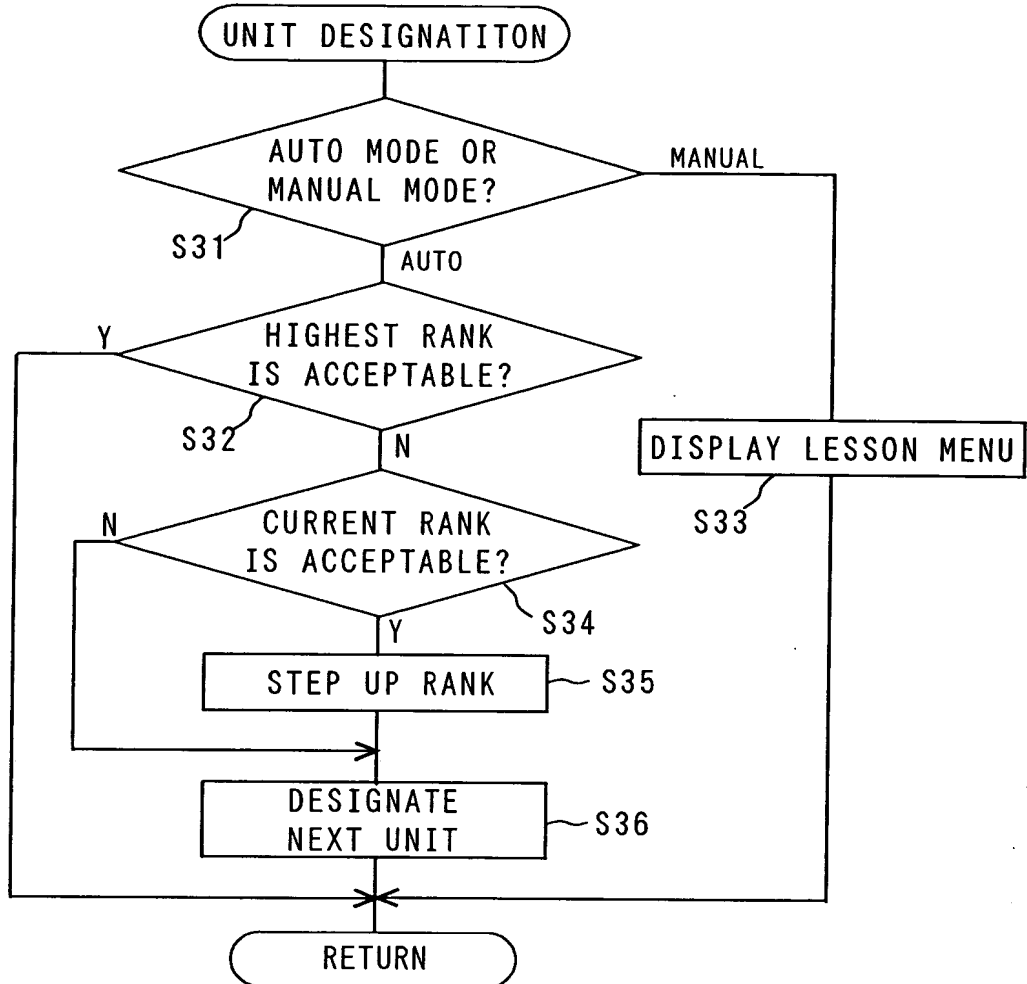 UNIT DESIGNATITON
AUTO MODE OR
MANUAL MODE?
MANUAL
S31
AUTO
Y
HIGHEST RANK
IS ACCEPTABLE?
S32
N
DISPLAY LESSON MENU
S33
N
CURRENT RANK
IS ACCEPTABLE?
S34
Y
STEP UP RANK
S35
DESIGNATE
NEXT UNIT
S36
RETURN